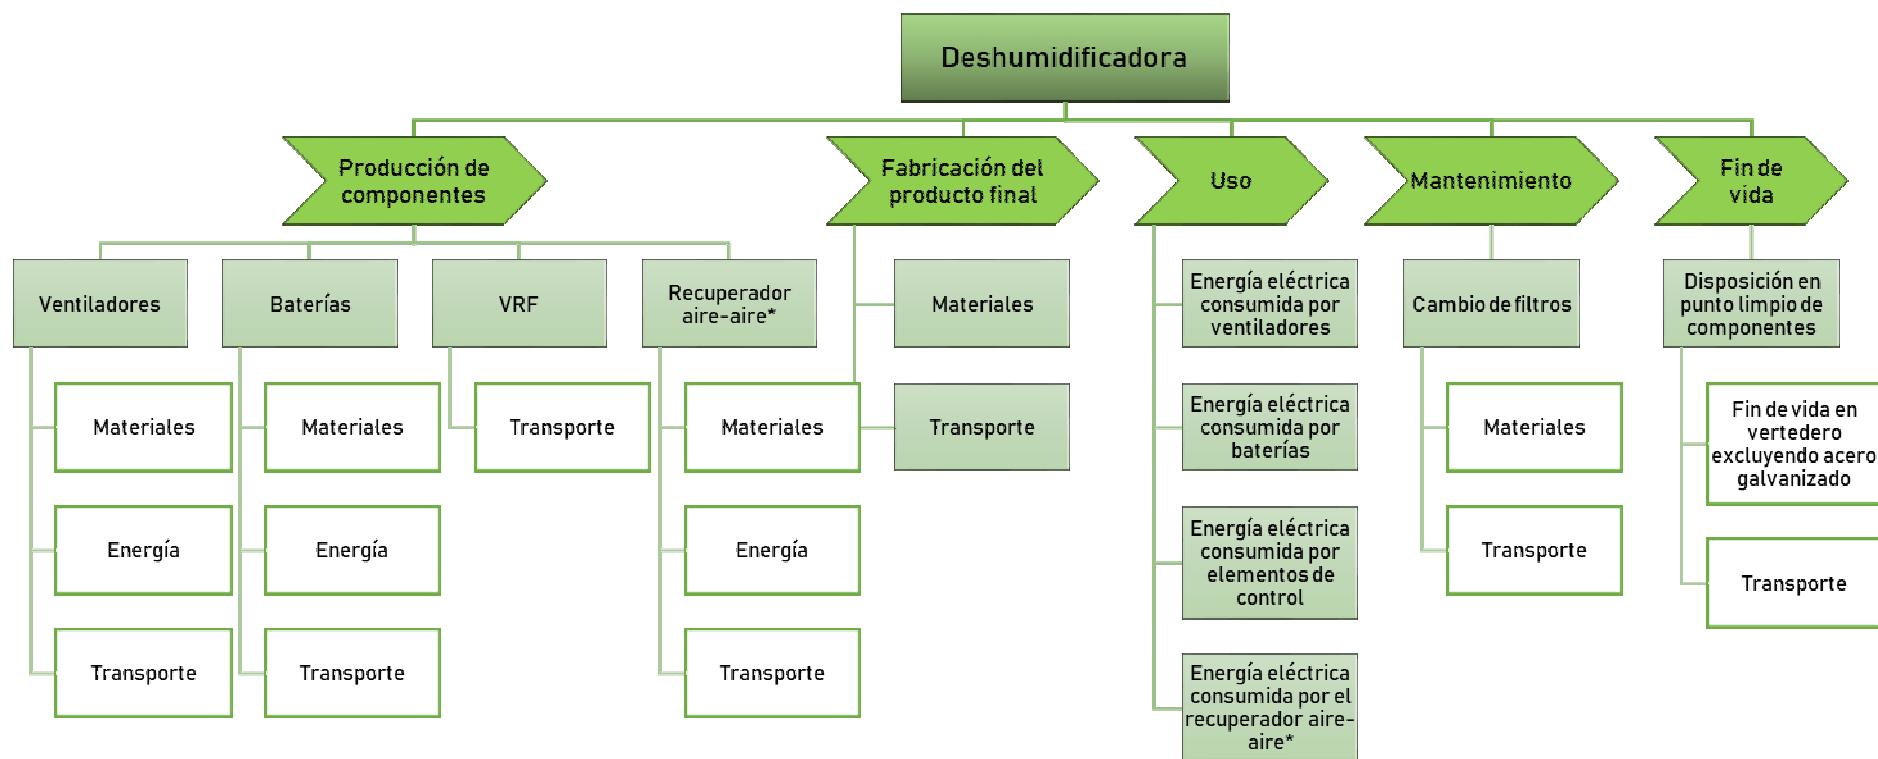 Deshumidificadora
Producción de
componentes
Fabricación del
producto final
Uso
Mantenimiento
Fin de
vida
Ventiladores
Baterías
VRF
Recuperador
aire-aire*
Materiales
Energía eléctrica
consumida por
ventiladores
Cambio de filtros
Disposición en
punto limpio de
componentes
Materiales
Materiales
Transporte
Materiales
Transporte
Energía eléctrica
consumida por
baterías
Materiales
Fin de vida en
vertedero
excluyendo acero
galvanizado
Energía
Energía
Energía
Energía eléctrica
consumida por
elementos de
control
Transporte
Transporte
Transporte
Transporte
Transporte
Energía eléctrica
consumida por el
recuperador aire-
aire*